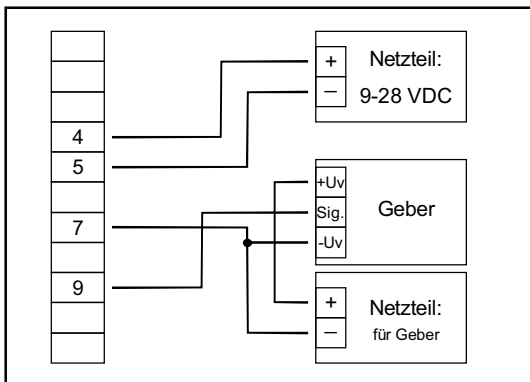 4
5
7
9
+
–
Netzteil:
9-28 VDC
+Uv
Sig.
-Uv
Geber
+
–
Netzteil:
für Geber